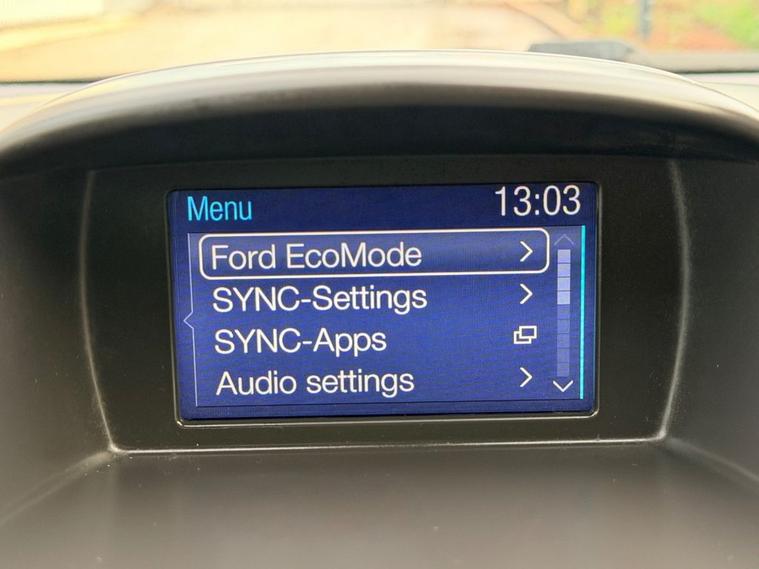 Menu 13:03
Ford EcoMode
SYNC-Settings
SYNC-Apps
Audio settings